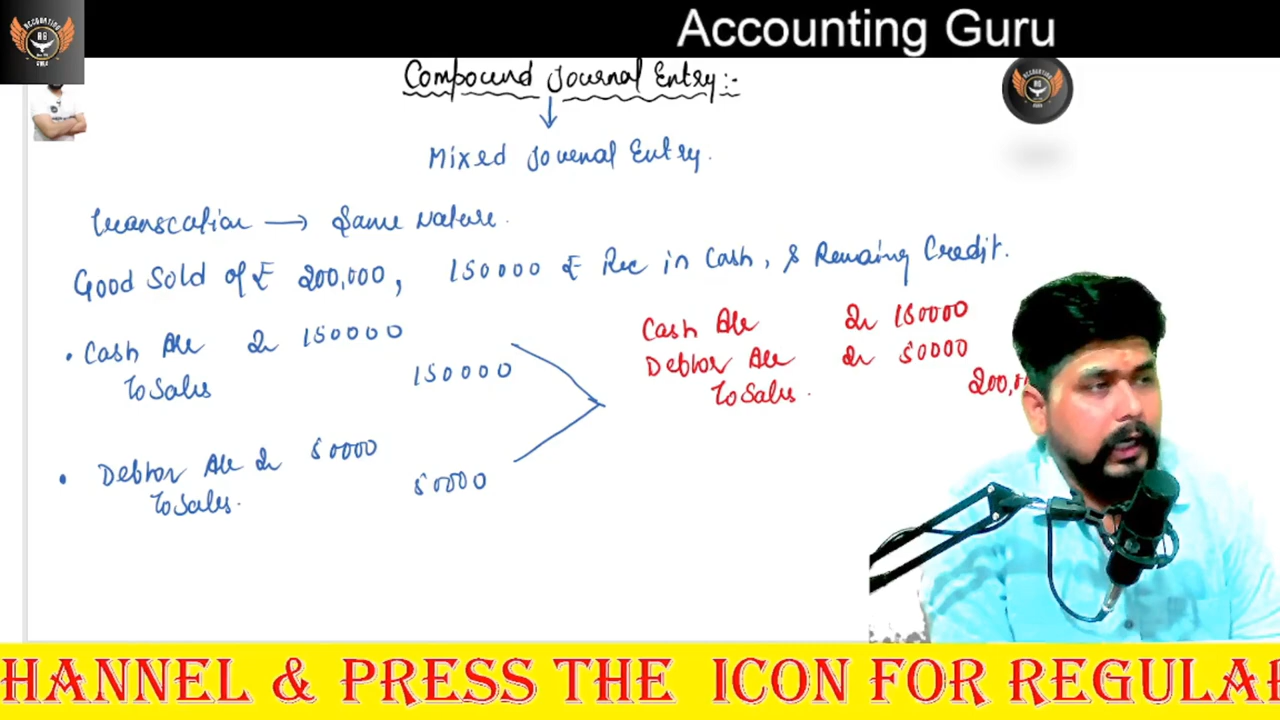 Accounting Guru
Compound Journal Entry:-
Mixed Journal Entry.
transcation → Same Nature.
Good Sold of ₹ 200,000, 150000 ₹ Rec in Cash, & Remaing Credit.
• Cash A/c Dr 150000
To Sales 150000
• Debtor A/c Dr 50000
To Sales. 50000
Cash A/c Dr 150000
Debtor A/c Dr 50000
To Sales. 200,
HANNEL & PRESS THE ICON FOR REGULAR